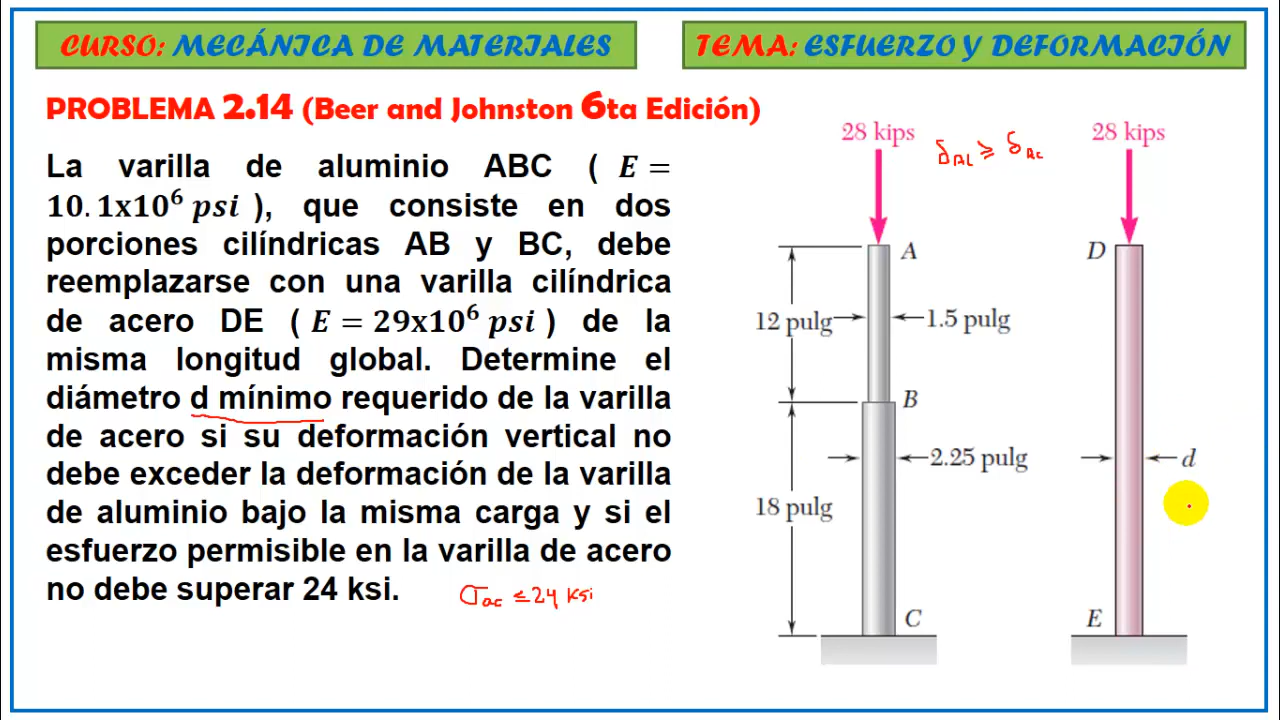 CURSO: MECÁNICA DE MATERIALES
TEMA: ESFUERZO Y DEFORMACIÓN
PROBLEMA 2.14 (Beer and Johnston 6ta Edición)
La varilla de aluminio ABC ( E =
10.1x10⁶ psi ), que consiste en dos
porciones cilíndricas AB y BC, debe
reemplazarse con una varilla cilíndrica
de acero DE ( E = 29x10⁶ psi ) de la
misma longitud global. Determine el
diámetro d mínimo requerido de la varilla
de acero si su deformación vertical no
debe exceder la deformación de la varilla
de aluminio bajo la misma carga y si el
esfuerzo permisible en la varilla de acero
no debe superar 24 ksi.
σac ≤ 24 ksi
28 kips
δAL ≥ δAC
28 kips
A
D
12 pulg
1.5 pulg
B
2.25 pulg
d
18 pulg
C
E